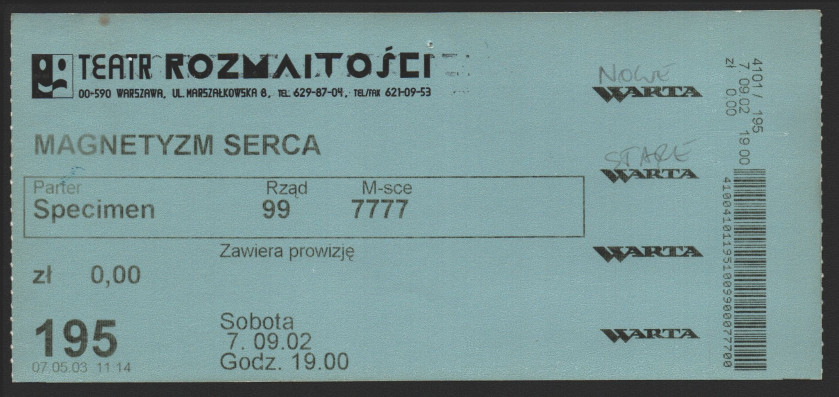 TEATR ROZMAITOŚCI
00-590 WARSZAWA, UL. MARSZAŁKOWSKA 8, TEL. 629-87-04, TEL/FAX 621-09-53
MAGNETYZM SERCA
Parter Rząd M-sce
Specimen 99 7777
Zawiera prowizję
zł 0,00
195
07.05.03 11.14
Sobota
7. 09.02
Godz. 19.00
NOWE
WARTA
STARE
WARTA
WARTA
WARTA
4101/ 195
7 09.02 19.00
zł 0.00